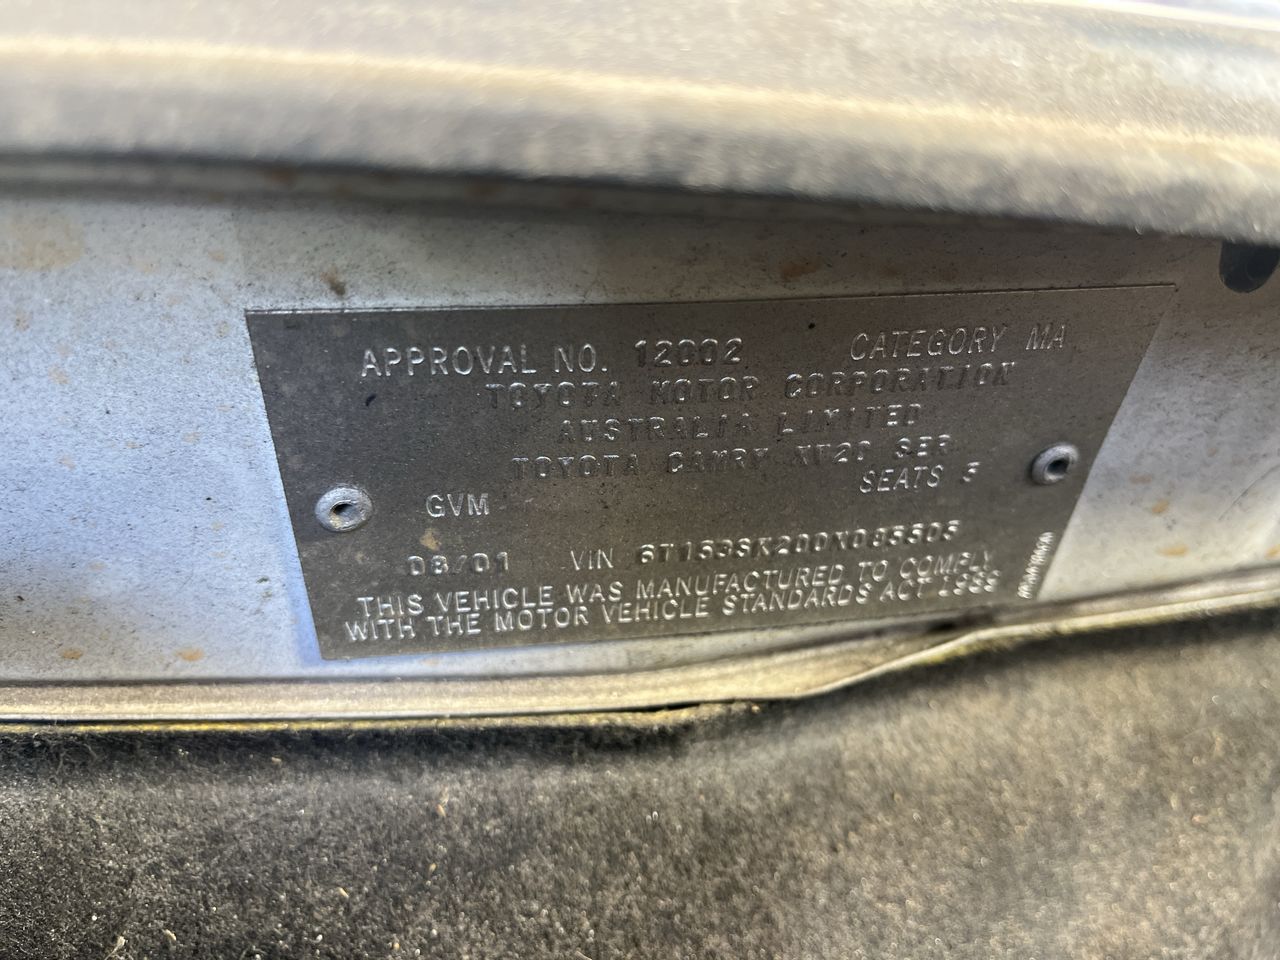 APPROVAL NO. 12002 CATEGORY MA
TOYOTA MOTOR CORPORATION
AUSTRALIA LIMITED
TOYOTA CAMRY XV20 SER
SEATS 5
GVM
08/01 VIN 6T153SK200X085505
THIS VEHICLE WAS MANUFACTURED TO COMPLY
WITH THE MOTOR VEHICLE STANDARDS ACT 1989